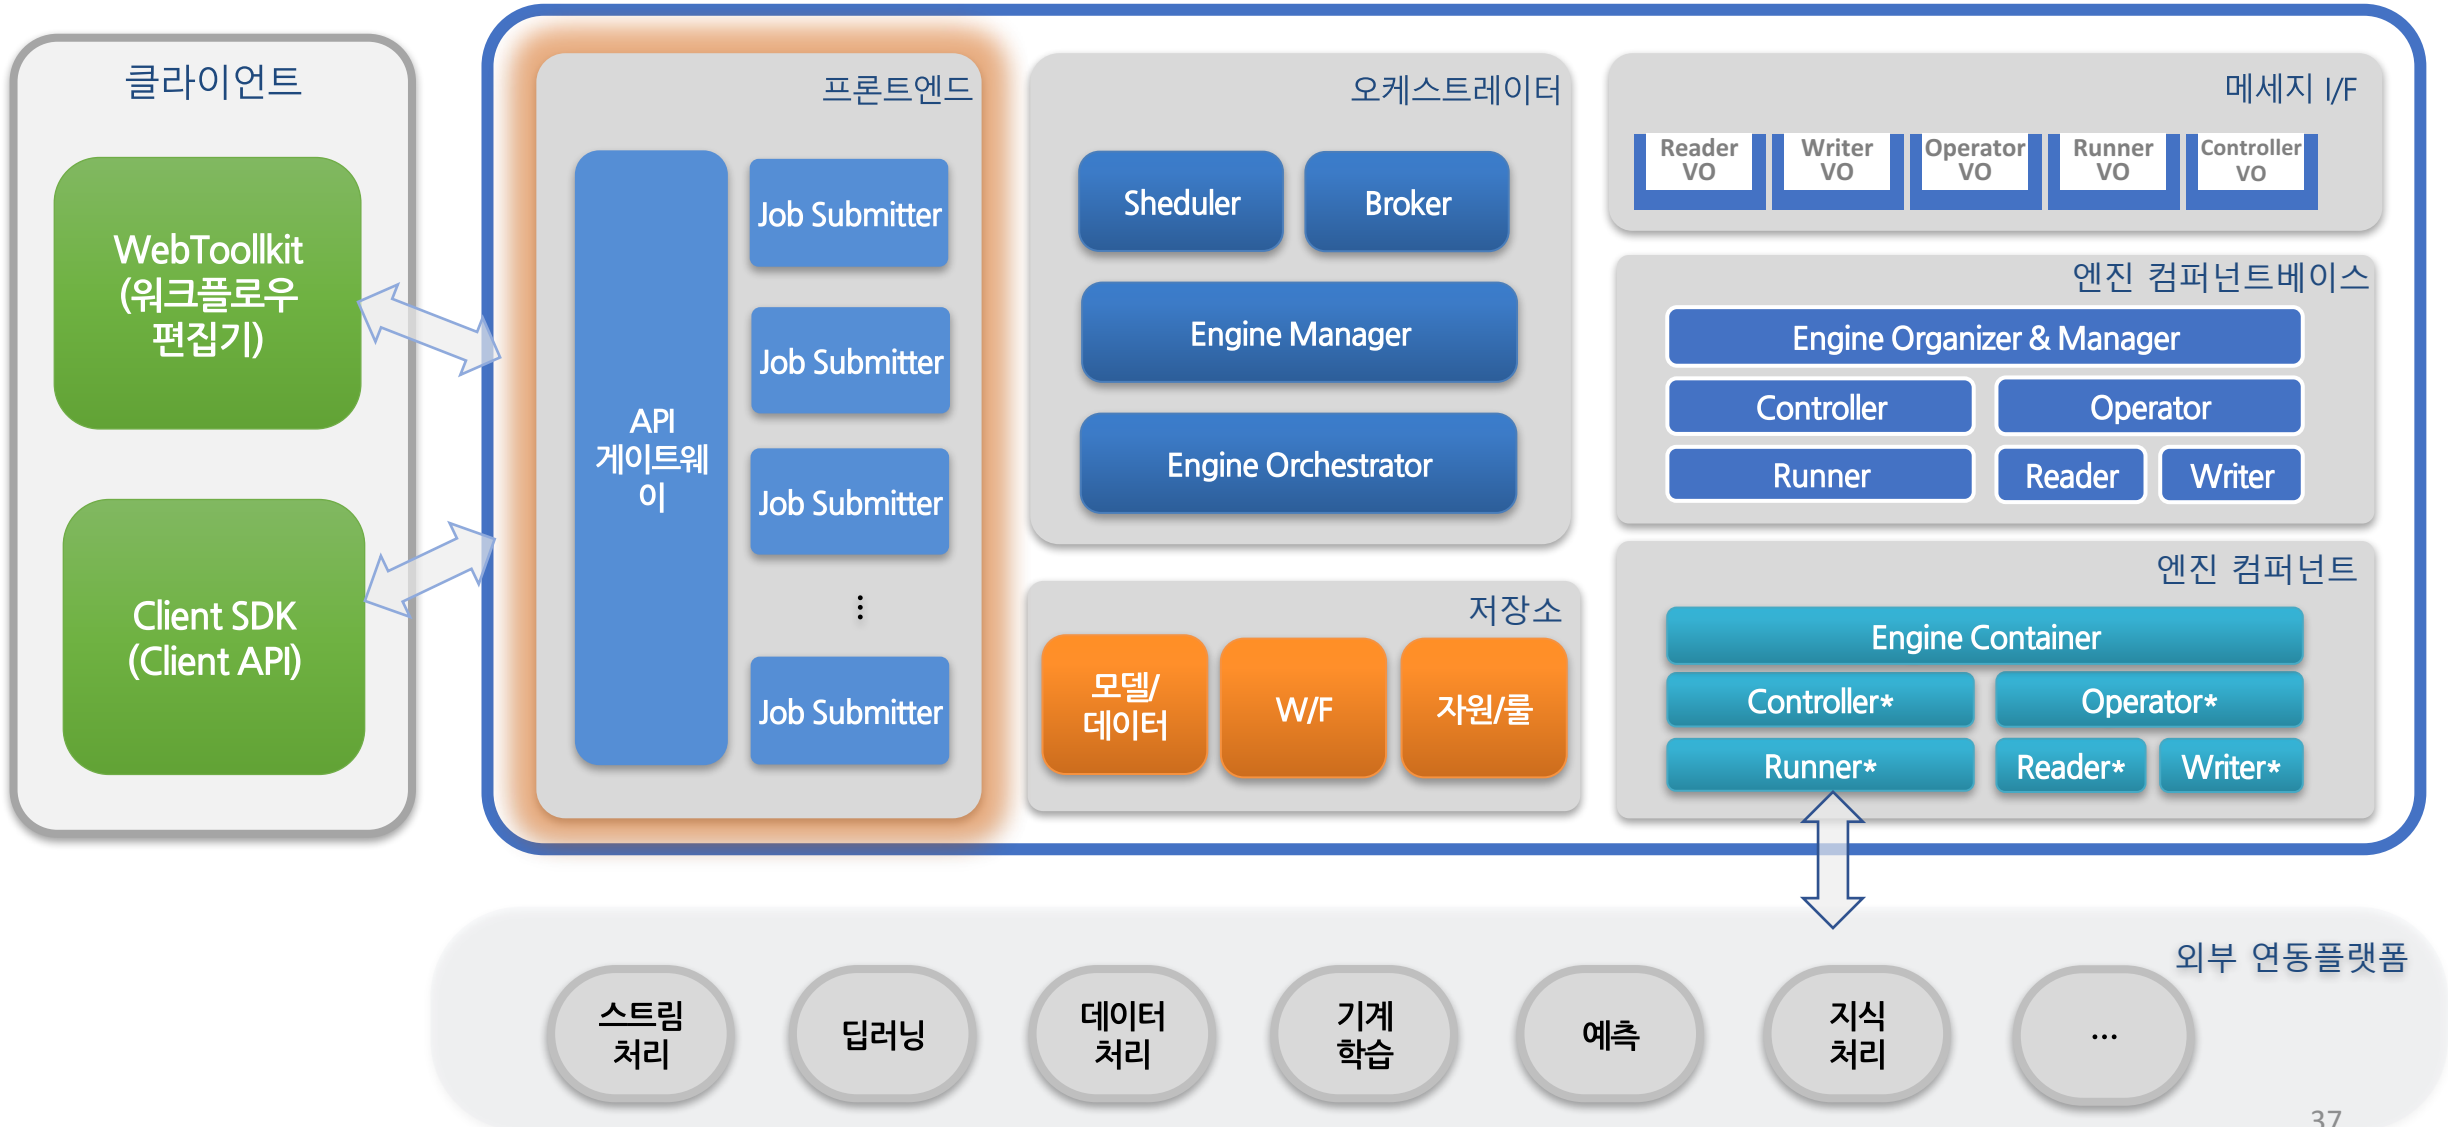 클라이언트
WebToollkit
(워크플로우
편집기)
Client SDK
(Client API)
프론트엔드
API
게이트웨
이
Job Submitter
Job Submitter
Job Submitter
...
Job Submitter
오케스트레이터
Sheduler
Broker
Engine Manager
Engine Orchestrator
저장소
모델/
데이터
W/F
자원/룰
메세지 I/F
Reader
VO
Writer
VO
Operator
VO
Runner
VO
Controller
VO
엔진 컴퍼넌트베이스
Engine Organizer & Manager
Controller
Operator
Runner
Reader
Writer
엔진 컴퍼넌트
Engine Container
Controller*
Operator*
Runner*
Reader*
Writer*
외부 연동플랫폼
스트림
처리
딥러닝
데이터
처리
기계
학습
예측
지식
처리
...
37